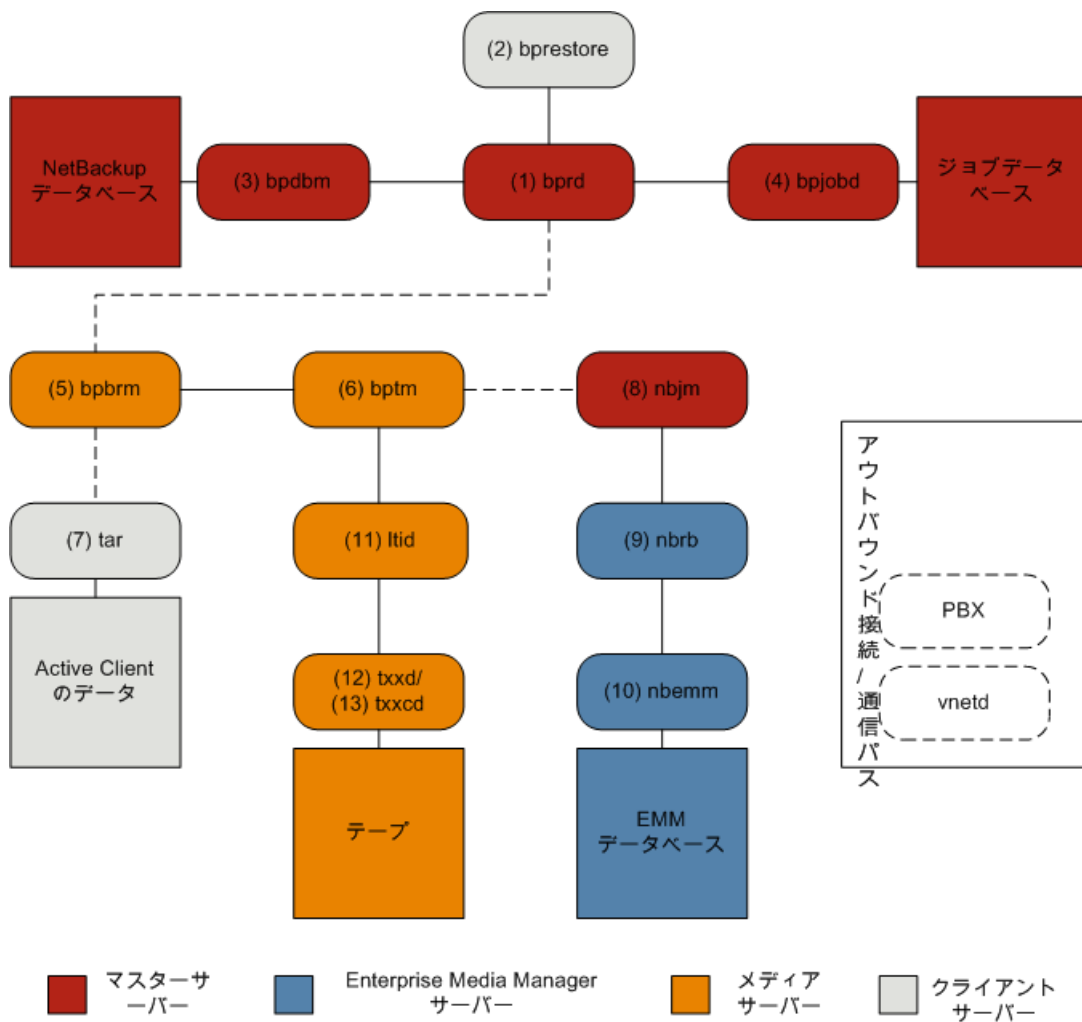 (2) bprestore
NetBackup
データベース
(3) bpdbm
(1) bprd
(4) bpjobd
ジョブデータ
ベース
(5) bpbrm
(6) bptm
(8) nbjm
(7) tar
(11) ltid
(9) nbrb
Active Client
のデータ
(12) txxd/
(13) txxcd
(10) nbemm
テープ
EMM
データベース
アウトバウンド接続/通信パス
PBX
vnetd
マスターサ
ーバー
Enterprise Media Manager
サーバー
メディア
サーバー
クライアント
サーバー